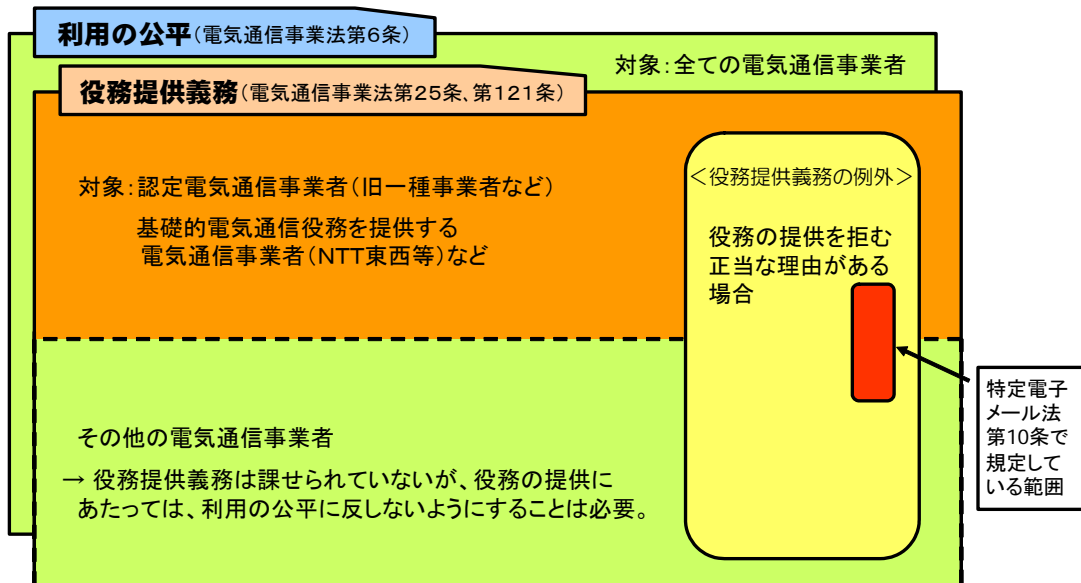 利用の公平(電気通信事業法第6条)
対象:全ての電気通信事業者
役務提供義務(電気通信事業法第25条、第121条)
対象:認定電気通信事業者(旧一種事業者など)
基礎的電気通信役務を提供する
電気通信事業者(NTT東西等)など
<役務提供義務の例外>
役務の提供を拒む
正当な理由がある
場合
特定電子
メール法
第10条で
規定して
いる範囲
その他の電気通信事業者
→ 役務提供義務は課せられていないが、役務の提供に
あたっては、利用の公平に反しないようにすることは必要。